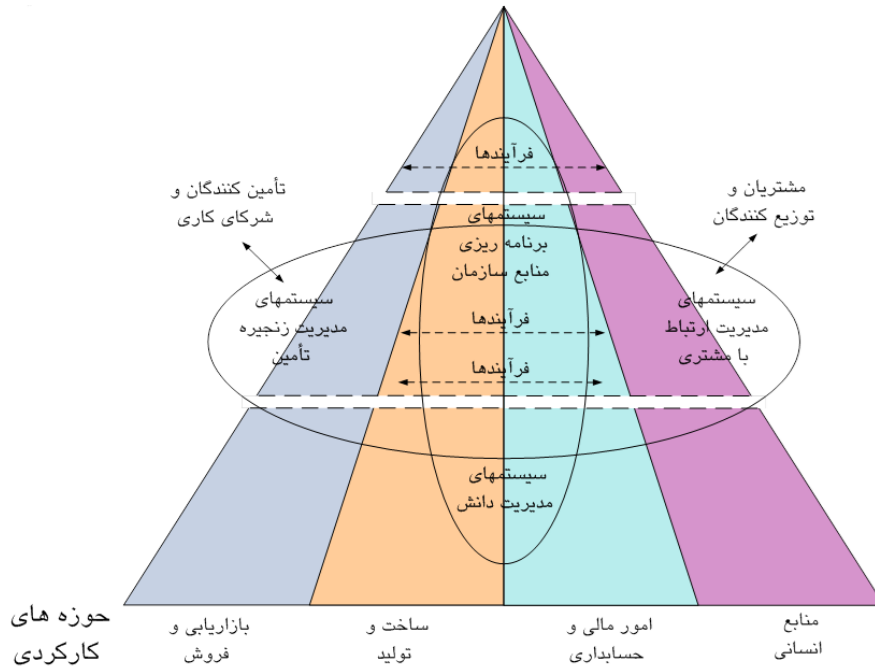 فرآیندها
تأمین کنندگان و
شرکای کاری
مشتریان و
توزیع کنندگان
سیستمهای
برنامه ریزی
منابع سازمان
سیستمهای
مدیریت زنجیره
تأمین
سیستمهای
مدیریت ارتباط
با مشتری
فرآیندها
فرآیندها
سیستمهای
مدیریت دانش
حوزه های
کارکردی
بازاریابی و
فروش
ساخت و
تولید
امور مالی و
حسابداری
منابع
انسانی